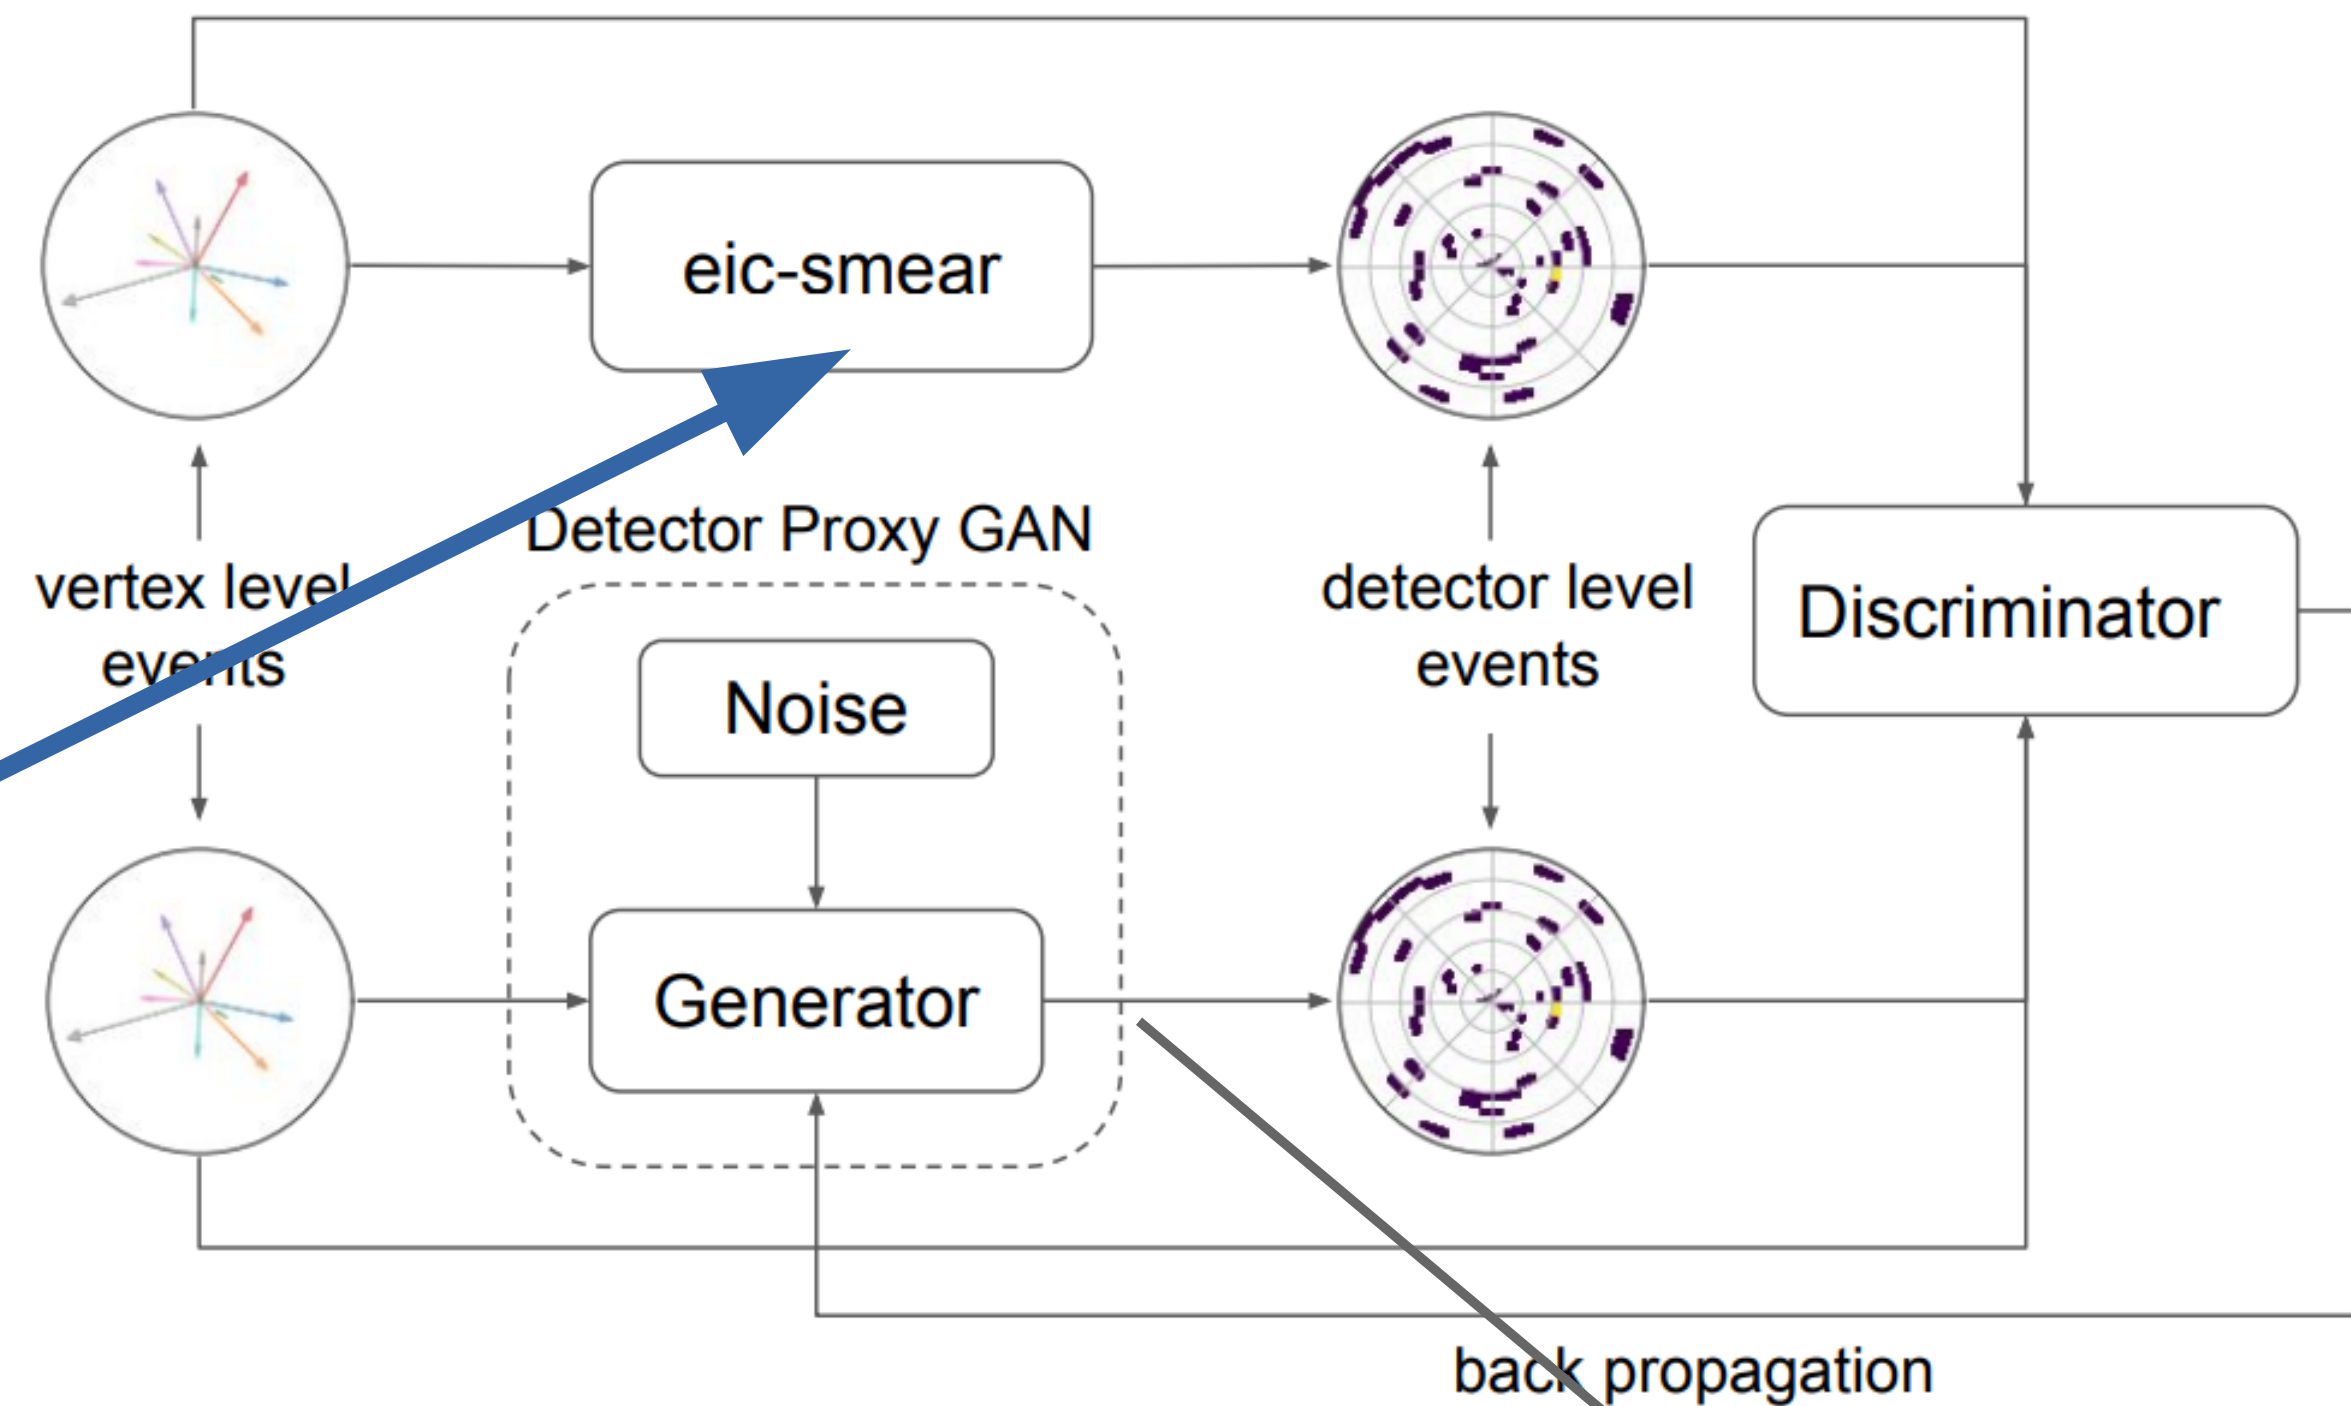 eic-smear
Detector Proxy GAN
vertex level
events
detector level
events
Discriminator
Noise
Generator
back propagation